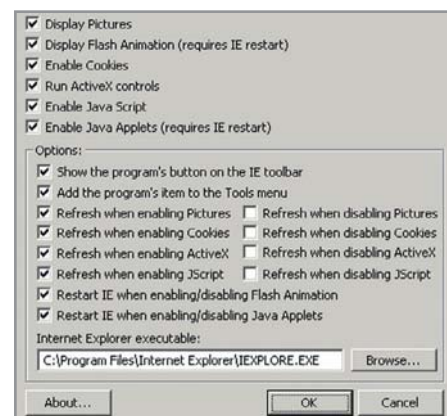 Display Pictures
Display Flash Animation (requires IE restart)
Enable Cookies
Run ActiveX controls
Enable Java Script
Enable Java Applets (requires IE restart)
Options:
Show the program's button on the IE toolbar
Add the program's item to the Tools menu
Refresh when enabling Pictures Refresh when disabling Pictures
Refresh when enabling Cookies Refresh when disabling Cookies
Refresh when enabling ActiveX Refresh when disabling ActiveX
Refresh when enabling JScript Refresh when disabling JScript
Restart IE when enabling/disabling Flash Animation
Restart IE when enabling/disabling Java Applets
Internet Explorer executable:
C:\Program Files\Internet Explorer\IEXPLORE.EXE Browse...
About... OK Cancel